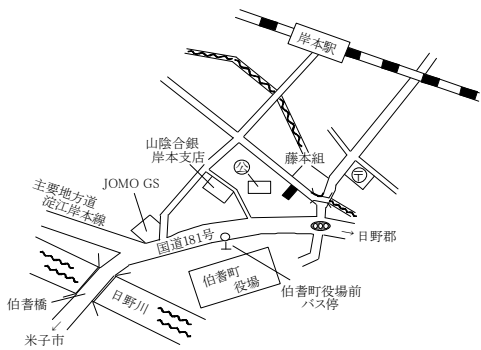 岸本駅
山陰合銀
岸本支店
公
藤本組
〒
JOMO GS
主要地方道
淀江岸本線
国道181号
日野郡
伯耆町
役場
伯耆町役場前
バス停
日野川
伯耆橋
米子市